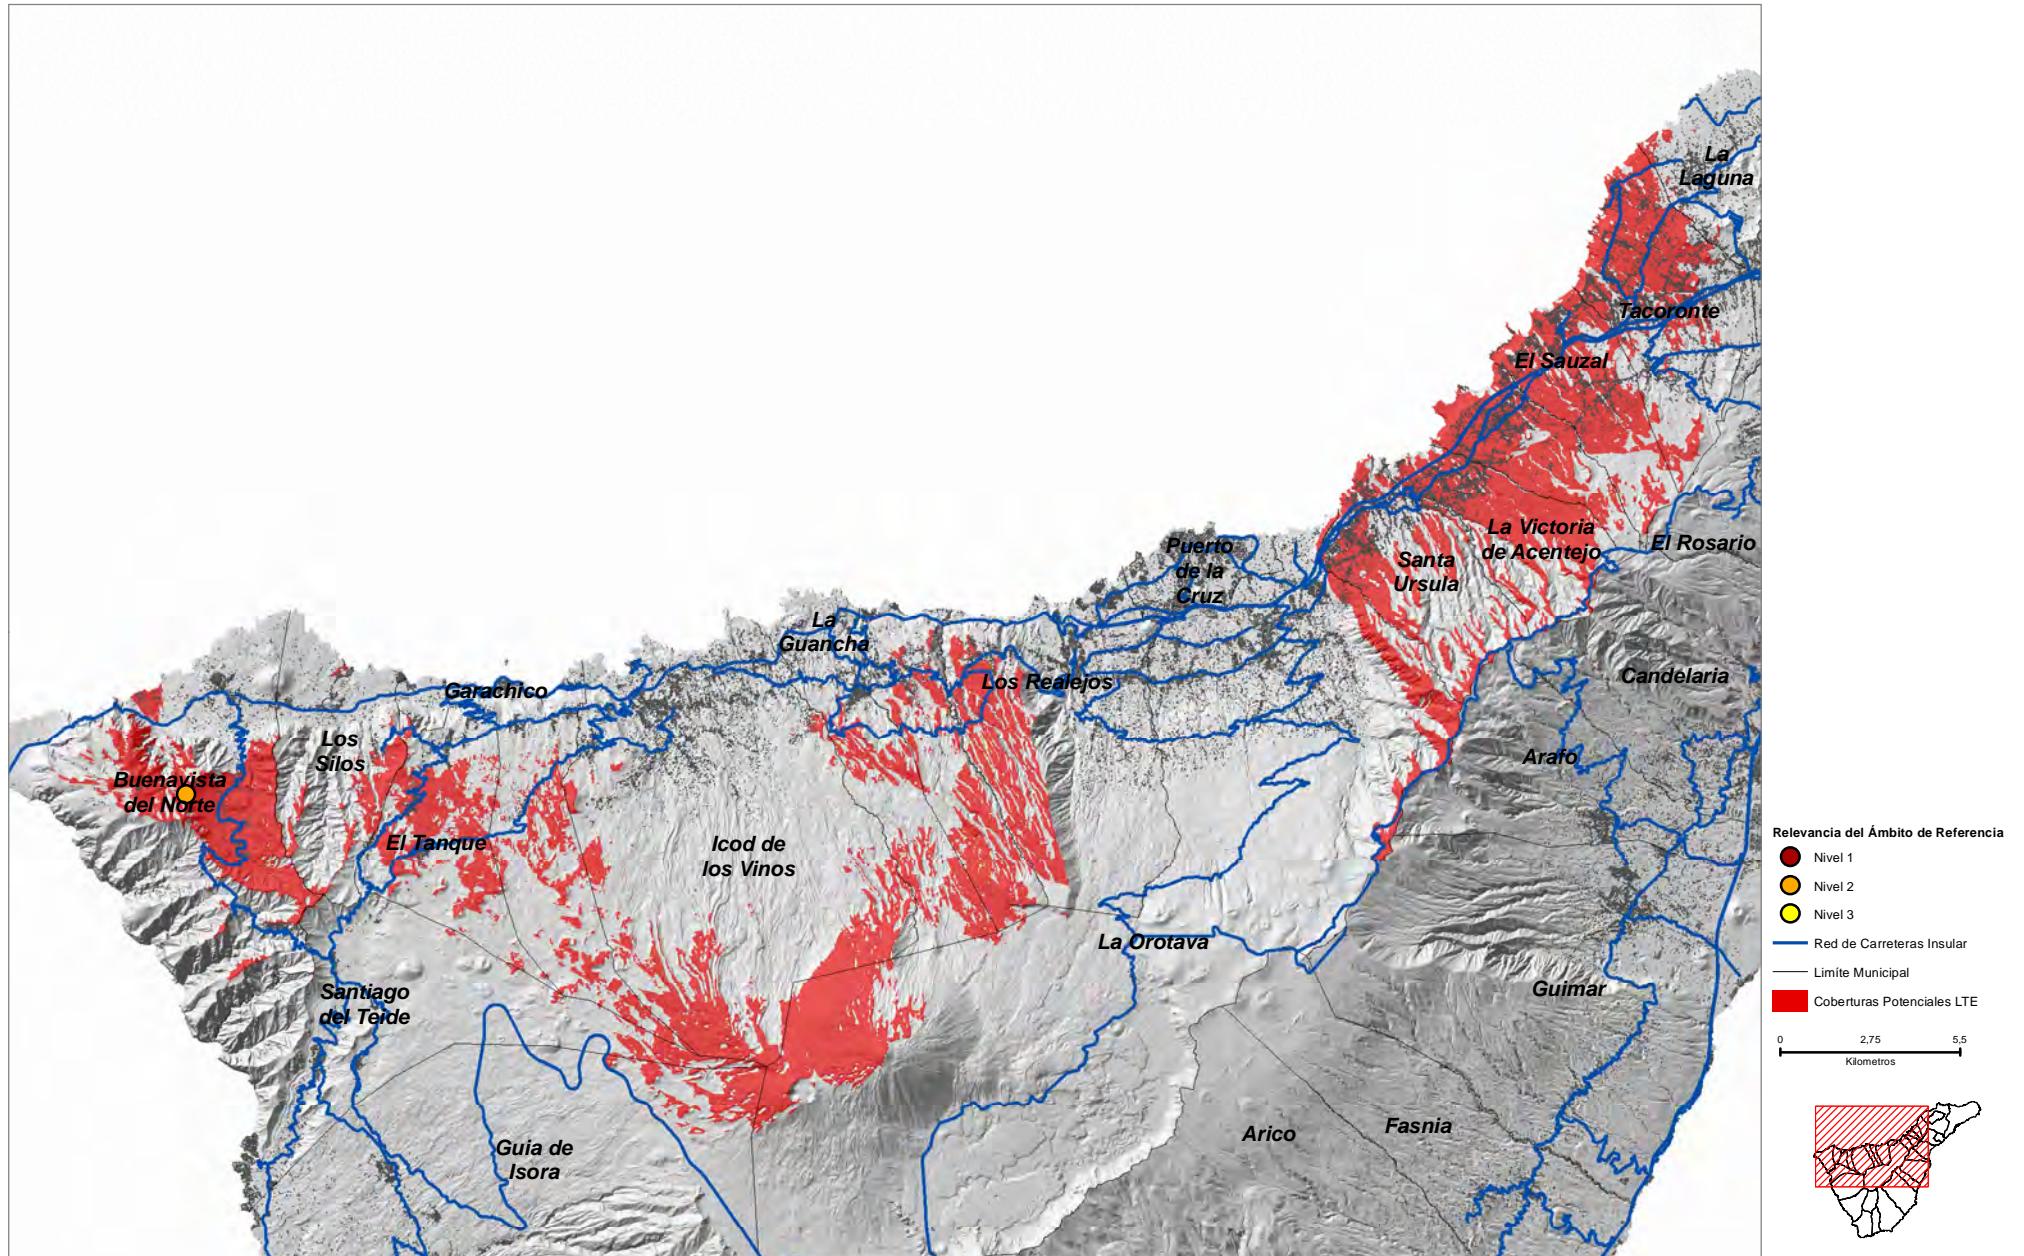 La
Laguna
Tacoronte
El Sauzal
La Victoria
de Acentejo
El Rosario
Santa
Ursula
Puerto
de la
Cruz
La
Guancha
Los Realejos
Garachico
Candelaria
Los
Silos
Buenavista
del Norte
El Tanque
Icod de
los Vinos
Arafo
La Orotava
Guimar
Santiago
del Teide
Guia de
Isora
Arico
Fasnia
Relevancia del Ámbito de Referencia
Nivel 1
Nivel 2
Nivel 3
Red de Carreteras Insular
Limíte Municipal
Coberturas Potenciales LTE
0 2,75 5,5
Kilometros